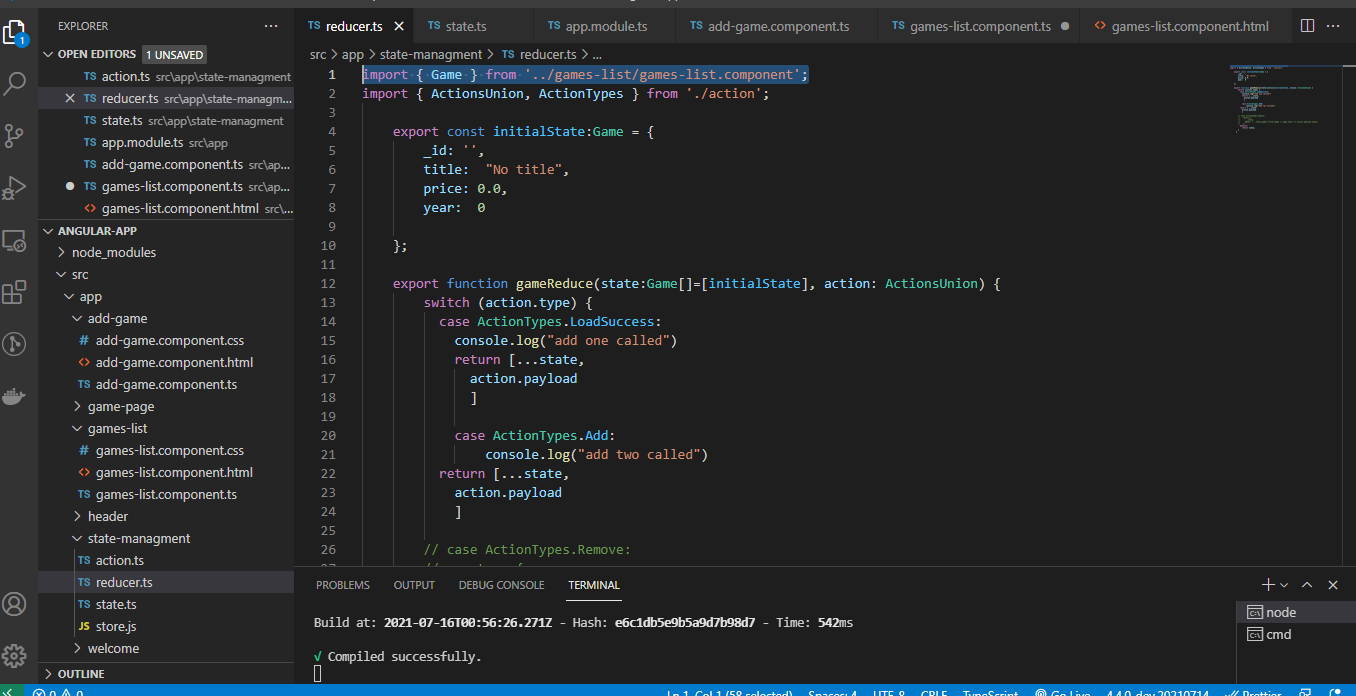 EXPLORER
OPEN EDITORS 1 UNSAVED
TS action.ts src\app\state-managment
TS reducer.ts src\app\state-managm...
TS state.ts src\app\state-managment
TS app.module.ts src\app
TS add-game.component.ts src\ap...
TS games-list.component.ts src\ap...
<> games-list.component.html src\...
ANGULAR-APP
node_modules
src
app
add-game
# add-game.component.css
<> add-game.component.html
TS add-game.component.ts
game-page
games-list
# games-list.component.css
<> games-list.component.html
TS games-list.component.ts
header
state-managment
TS action.ts
TS reducer.ts
TS state.ts
JS store.js
welcome
OUTLINE
1
TS reducer.ts
TS state.ts
TS app.module.ts
TS add-game.component.ts
TS games-list.component.ts
<> games-list.component.html
src > app > state-managment > TS reducer.ts > ...
1 import { Game } from '../games-list/games-list.component';
2 import { ActionsUnion, ActionTypes } from './action';
3
4 export const initialState:Game = {
5 _id: '',
6 title: "No title",
7 price: 0.0,
8 year: 0
9
10 };
11
12 export function gameReduce(state:Game[]=[initialState], action: ActionsUnion) {
13 switch (action.type) {
14 case ActionTypes.LoadSuccess:
15 console.log("add one called")
16 return [...state,
17 action.payload
18 ]
19
20 case ActionTypes.Add:
21 console.log("add two called")
22 return [...state,
23 action.payload
24 ]
25
26 // case ActionTypes.Remove:
PROBLEMS OUTPUT DEBUG CONSOLE TERMINAL
Build at: 2021-07-16T00:56:26.271Z - Hash: e6c1db5e9b5a9d7b98d7 - Time: 542ms
√ Compiled successfully.
node
cmd
0 0 Ln 1, Col 1 (58 selected) Spaces: 4 UTF-8 CRLF TypeScript Go Live 4.4.0-dev.20210714 Prettier